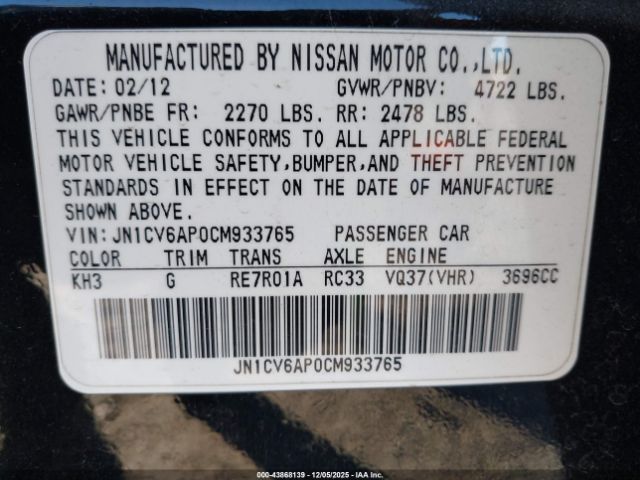 MANUFACTURED BY NISSAN MOTOR CO.,LTD.
DATE: 02/12 GVWR/PNBV: 4722 LBS.
GAWR/PNBE FR: 2270 LBS. RR: 2478 LBS.
THIS VEHICLE CONFORMS TO ALL APPLICABLE FEDERAL
MOTOR VEHICLE SAFETY,BUMPER,AND THEFT PREVENTION
STANDARDS IN EFFECT ON THE DATE OF MANUFACTURE
SHOWN ABOVE.
VIN:JN1CV6AP0CM933765 PASSENGER CAR
COLOR TRIM TRANS AXLE ENGINE
KH3 G RE7R01A RC33 VQ37(VHR) 3696CC
JN1CV6AP0CM933765
000-43868139 | 12/05/2025 - IAAI.COM